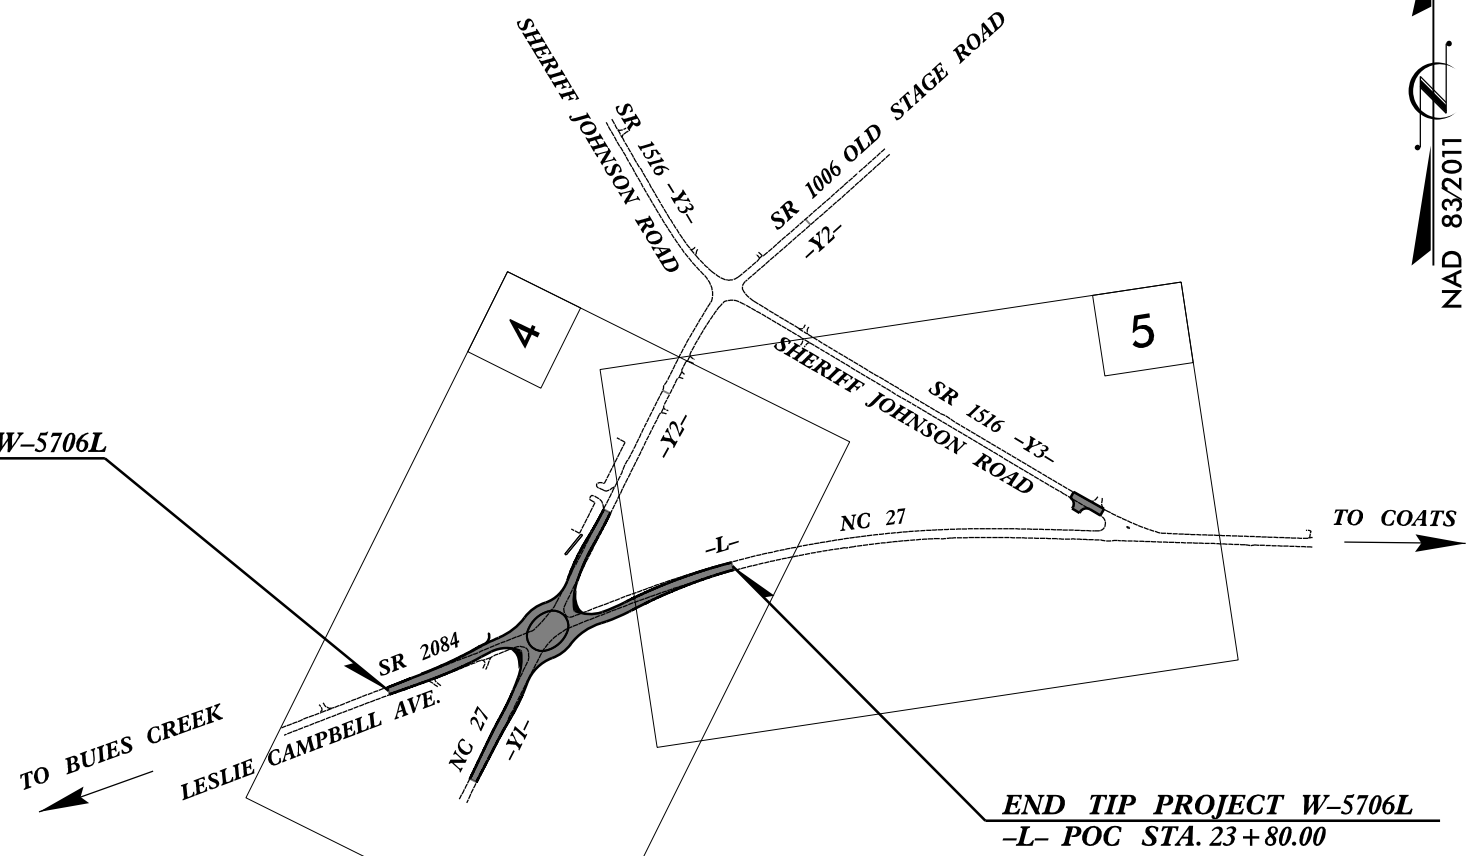 SHERIFF JOHNSON ROAD
SR 1516 -Y3-
SR 1006 OLD STAGE ROAD
-Y2-
NAD 83/2011
4
5
SHERIFF JOHNSON ROAD
SR 1516 -Y3-
-Y2-
W-5706L
NC 27
TO COATS
-L-
SR 2084
LESLIE CAMPBELL AVE.
TO BUIES CREEK
NC 27
-Y1-
END TIP PROJECT W-5706L
-L- POC STA. 23+80.00